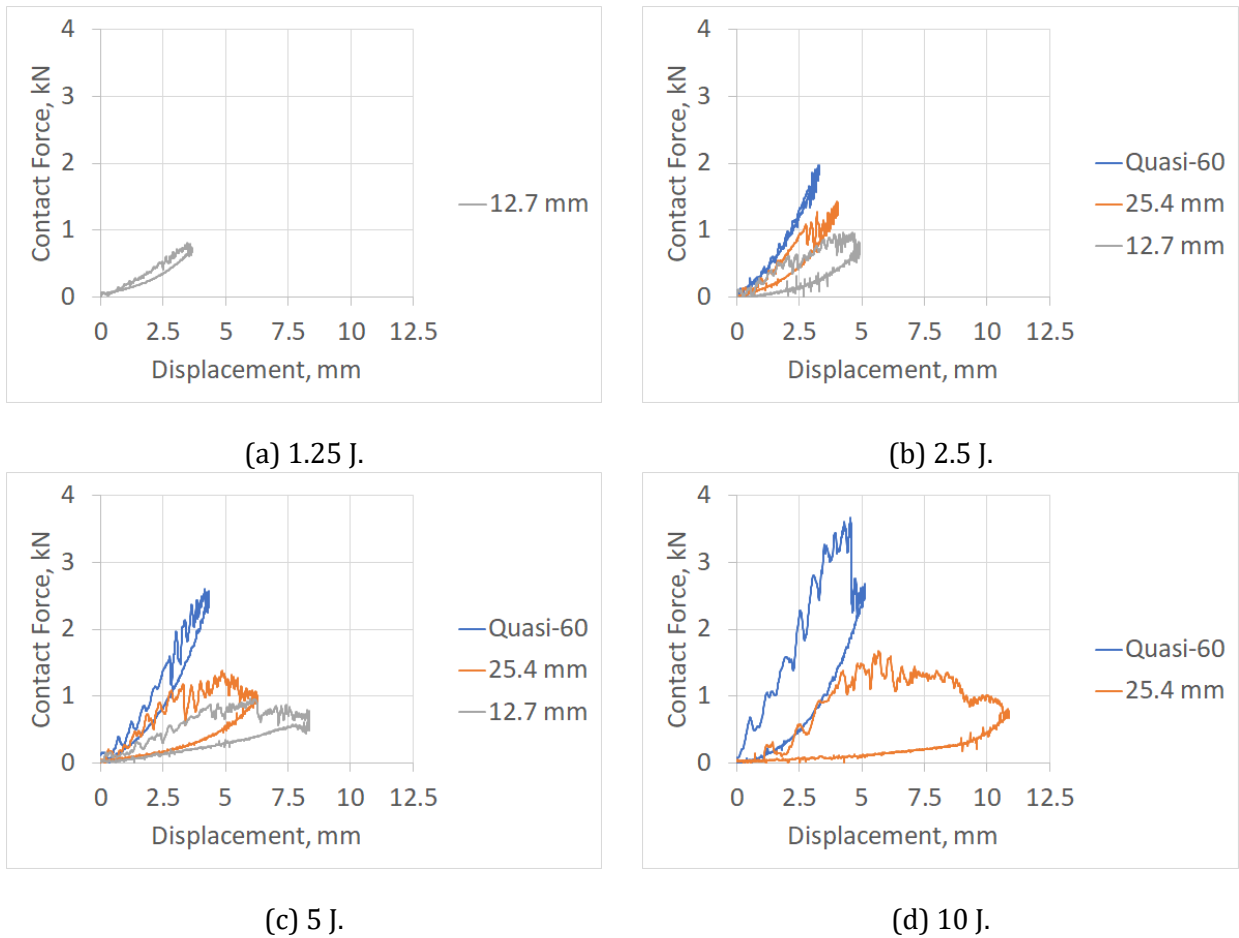 4
3
2
1
0
Contact Force, kN
0 2.5 5 7.5 10 12.5
Displacement, mm
12.7 mm
(a) 1.25 J.
4
3
2
1
0
Contact Force, kN
0 2.5 5 7.5 10 12.5
Displacement, mm
Quasi-60
25.4 mm
12.7 mm
(b) 2.5 J.
4
3
2
1
0
Contact Force, kN
0 2.5 5 7.5 10 12.5
Displacement, mm
Quasi-60
25.4 mm
12.7 mm
(c) 5 J.
4
3
2
1
0
Contact Force, kN
0 2.5 5 7.5 10 12.5
Displacement, mm
Quasi-60
25.4 mm
(d) 10 J.